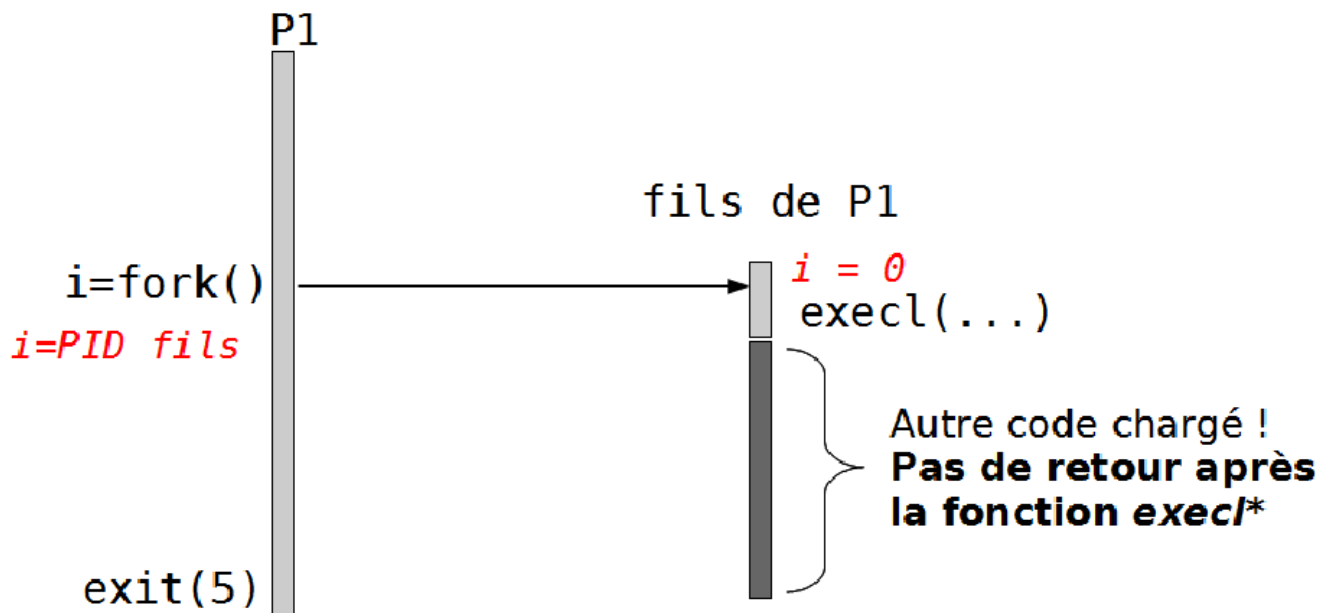 P1
fils de P1
i=fork()
i = 0
execl(...)
i=PID fils
Autre code chargé !
Pas de retour après
la fonction execl*
exit(5)